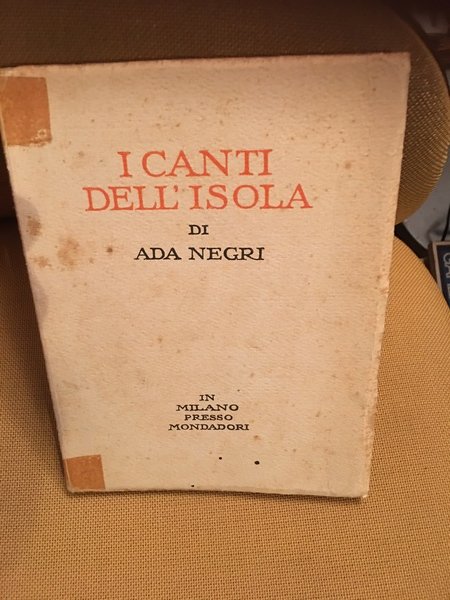 I CANTI
DELL'ISOLA
DI
ADA NEGRI
IN
MILANO
PRESSO
MONDADORI